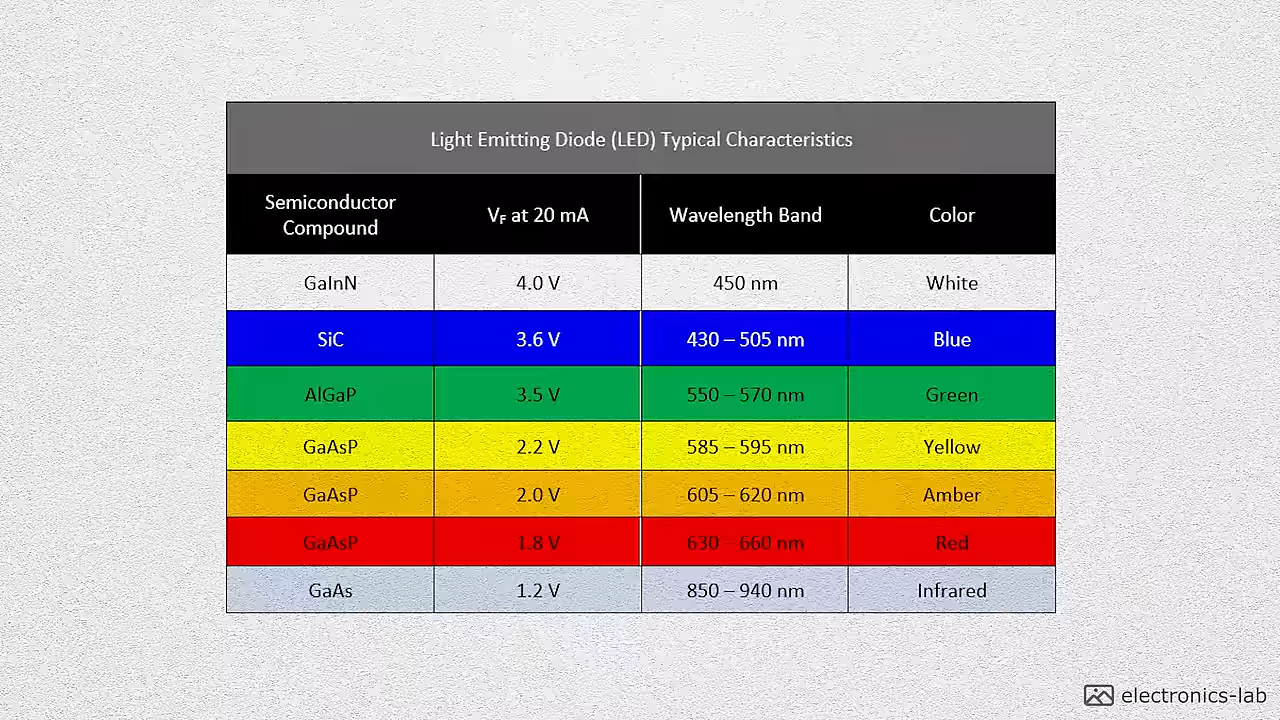 Light Emitting Diode (LED) Typical Characteristics
Semiconductor Compound VF at 20 mA Wavelength Band Color
GaInN 4.0 V 450 nm White
SiC 3.6 V 430 – 505 nm Blue
AlGaP 3.5 V 550 – 570 nm Green
GaAsP 2.2 V 585 – 595 nm Yellow
GaAsP 2.0 V 605 – 620 nm Amber
GaAsP 1.8 V 630 – 660 nm Red
GaAs 1.2 V 850 – 940 nm Infrared
electronics-lab